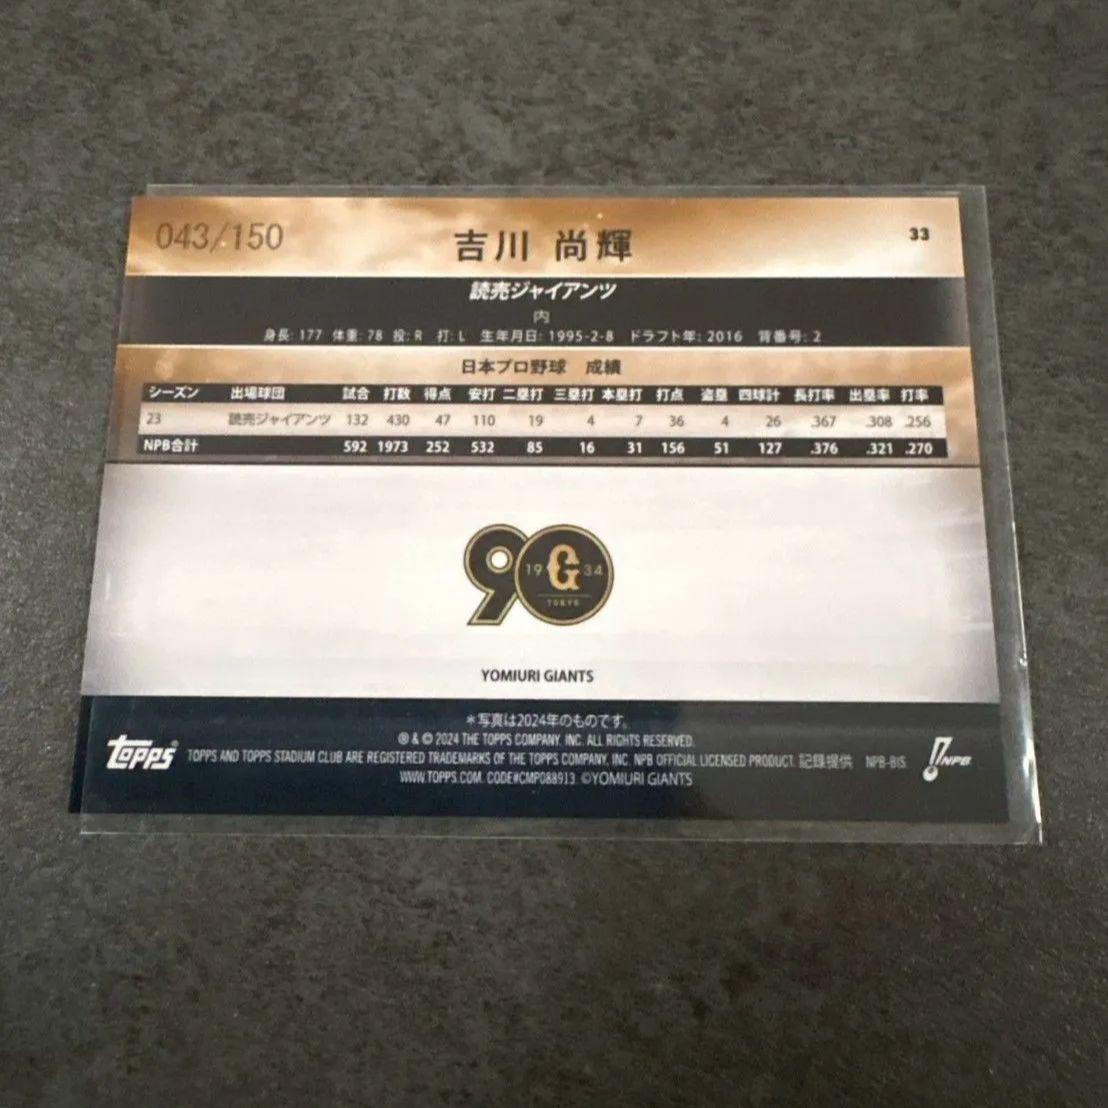 043/150
吉川 尚輝
33
読売ジャイアンツ
内
身長: 177 体重: 78 投: R 打: L 生年月日: 1995-2-8 ドラフト年: 2016 背番号: 2
日本プロ野球 成績
シーズン 出場球団 試合 打数 得点 安打 二塁打 三塁打 本塁打 打点 盗塁 四球計 長打率 出塁率 打率
23 読売ジャイアンツ 132 430 47 110 19 4 7 36 4 26 .367 .308 .256
NPB合計 592 1973 252 532 85 16 31 156 51 127 .376 .321 .270
90
19 G 34
TOKYO
YOMIURI GIANTS
*写真は2024年のものです。
® & © 2024 THE TOPPS COMPANY, INC. ALL RIGHTS RESERVED.
topps® TOPPS AND TOPPS STADIUM CLUB ARE REGISTERED TRADEMARKS OF THE TOPPS COMPANY, INC. NPB OFFICIAL LICENSED PRODUCT. 記録提供 NPB-BIS NPB
WWW.TOPPS.COM. CODE#CMP088913 ©YOMIURI GIANTS